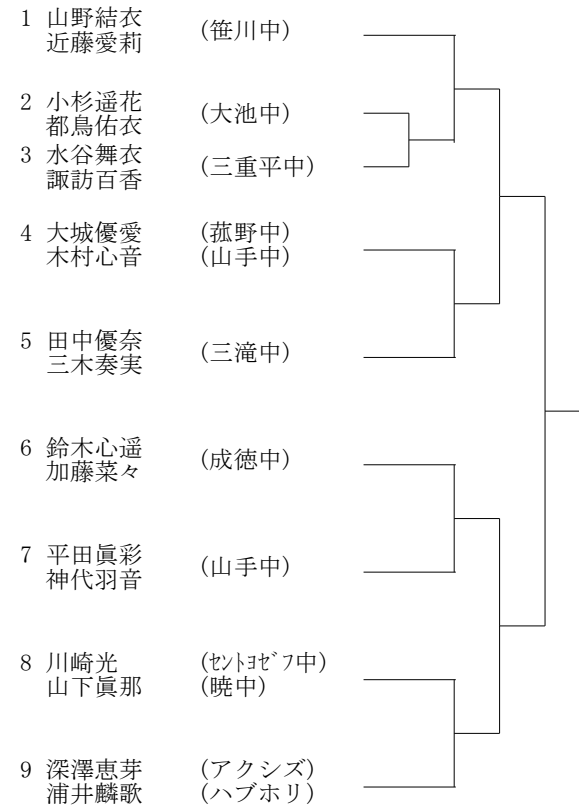 1 山野結衣 (笹川中)
近藤愛莉
2 小杉遥花 (大池中)
都鳥佑衣
3 水谷舞衣 (三重平中)
諏訪百香
4 大城優愛 (菰野中)
木村心音 (山手中)
5 田中優奈 (三滝中)
三木奏実
6 鈴木心遥 (成徳中)
加藤菜々
7 平田眞彩 (山手中)
神代羽音
8 川崎光 (セントヨゼフ中)
山下眞那 (暁中)
9 深澤恵芽 (アクシズ)
浦井麟歌 (ハブホリ)